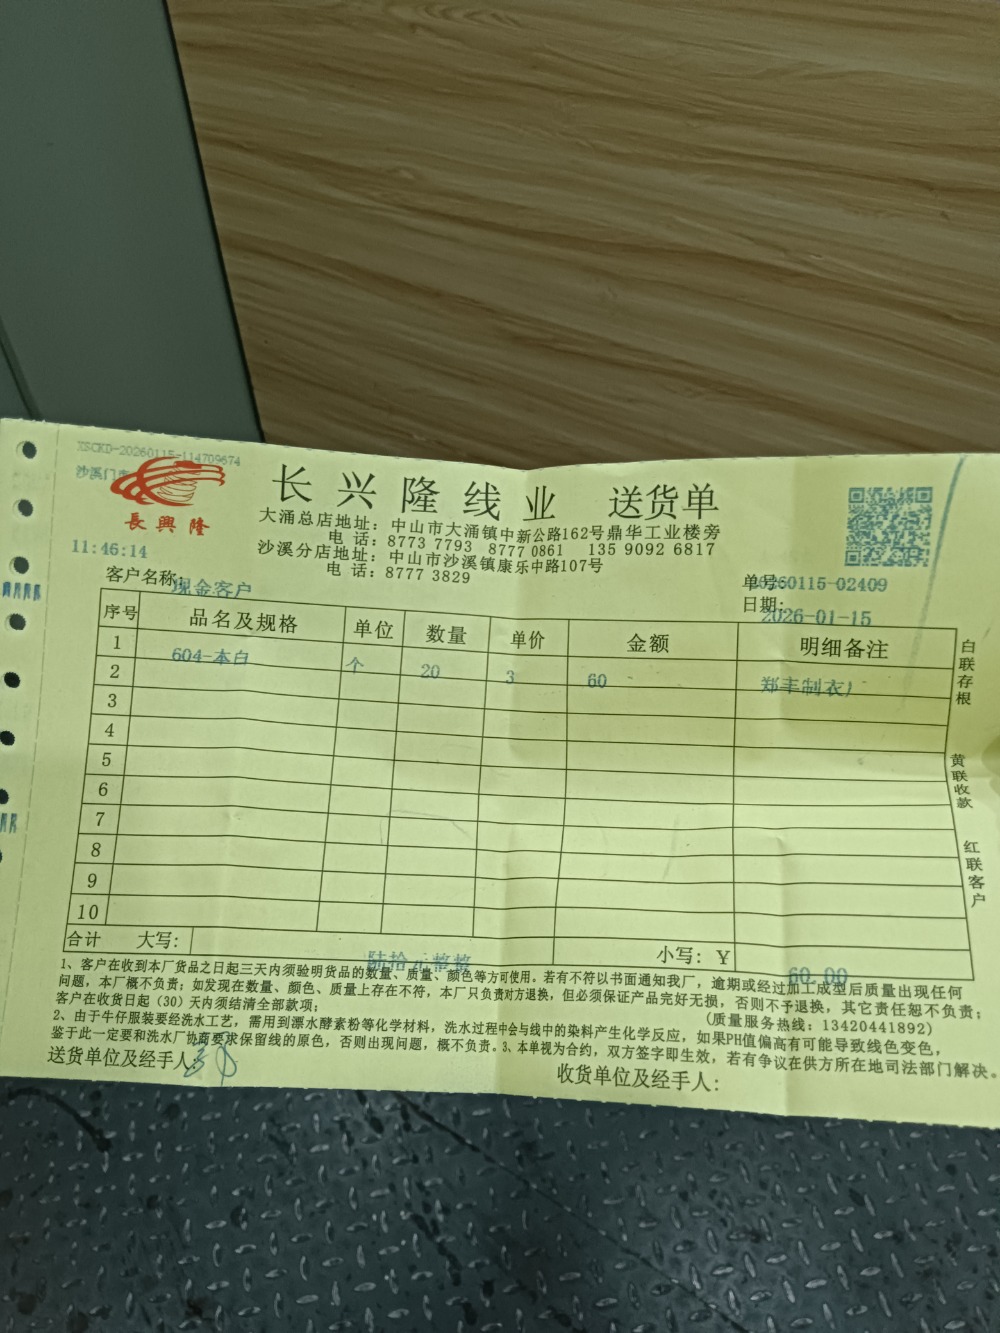 XSCKD-20260115-114709674
沙溪门
長興隆
长兴隆线业 送货单
大涌总店地址：中山市大涌镇中新公路162号鼎华工业楼旁
电 话：8773 7793 8777 0861 135 9092 6817
沙溪分店地址：中山市沙溪镇康乐中路107号
电 话：8777 3829
11:46:14
客户名称：现金客户
单号 60115-02409
日期：2026-01-15
序号 品名及规格 单位 数量 单价 金额 明细备注
1 604-本白 个 20 3 60 郑丰制衣厂
2
3
4
5
6
7
8
9
10
合计 大写： 陆拾元整整 小写：￥ 60.00
白联存根
黄联收款
红联客户
1、客户在收到本厂货品之日起三天内须验明货品的数量、质量、颜色等方可使用。若有不符以书面通知我厂，逾期或经过加工成型后质量出现任何
问题，本厂概不负责；如发现在数量、颜色、质量上存在不符，本厂只负责对方退换，但必须保证产品完好无损，否则不予退换，其它责任恕不负责；
客户在收货日起（30）天内须结清全部款项；
(质量服务热线：13420441892)
2、由于牛仔服装要经洗水工艺，需用到漂水酵素粉等化学材料，洗水过程中会与线中的染料产生化学反应，如果PH值偏高有可能导致线色变色，
鉴于此一定要和洗水厂协商要求保留线的原色，否则出现问题，概不负责。3、本单视为合约，双方签字即生效，若有争议在供方所在地司法部门解决。
送货单位及经手人：
收货单位及经手人：